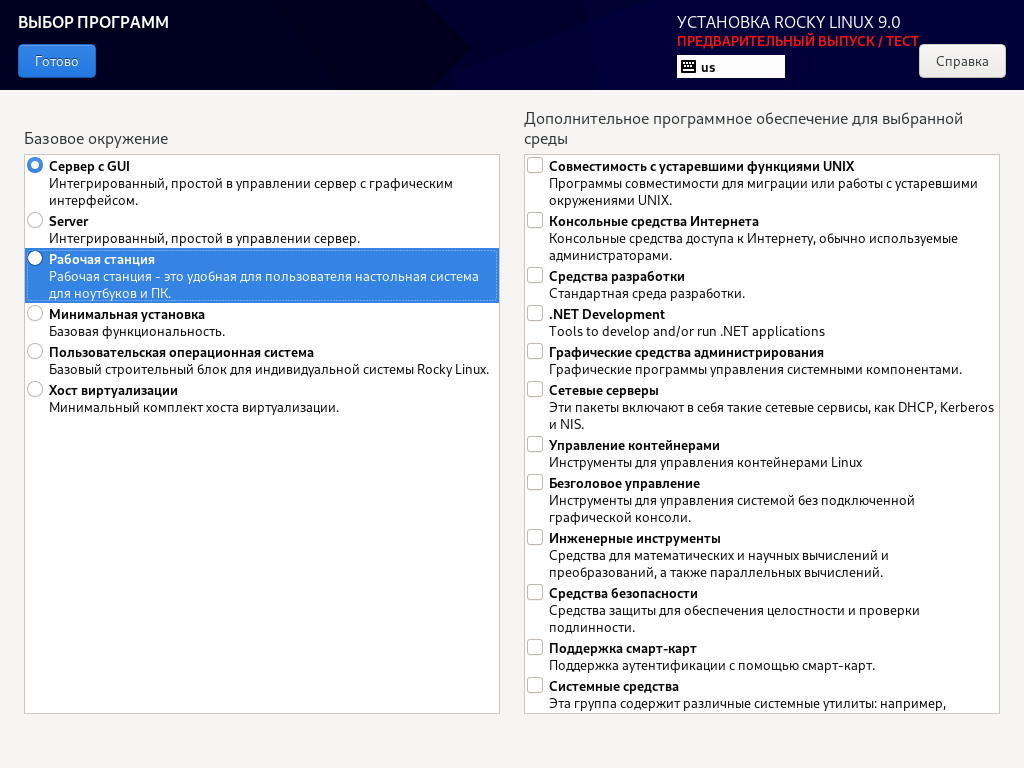 ВЫБОР ПРОГРАММ
Готово
УСТАНОВКА ROCKY LINUX 9.0
ПРЕДВАРИТЕЛЬНЫЙ ВЫПУСК / ТЕСТ
us
Справка
Базовое окружение
Сервер с GUI
Интегрированный, простой в управлении сервер с графическим
интерфейсом.
Server
Интегрированный, простой в управлении сервер.
Рабочая станция
Рабочая станция - это удобная для пользователя настольная система
для ноутбуков и ПК.
Минимальная установка
Базовая функциональность.
Пользовательская операционная система
Базовый строительный блок для индивидуальной системы Rocky Linux.
Хост виртуализации
Минимальный комплект хоста виртуализации.
Дополнительное программное обеспечение для выбранной
среды
Совместимость с устаревшими функциями UNIX
Программы совместимости для миграции или работы с устаревшими
окружениями UNIX.
Консольные средства Интернета
Консольные средства доступа к Интернету, обычно используемые
администраторами.
Средства разработки
Стандартная среда разработки.
.NET Development
Tools to develop and/or run .NET applications
Графические средства администрирования
Графические программы управления системными компонентами.
Сетевые серверы
Эти пакеты включают в себя такие сетевые сервисы, как DHCP, Kerberos
и NIS.
Управление контейнерами
Инструменты для управления контейнерами Linux
Безголовое управление
Инструменты для управления системой без подключенной
графической консоли.
Инженерные инструменты
Средства для математических и научных вычислений и
преобразований, а также параллельных вычислений.
Средства безопасности
Средства защиты для обеспечения целостности и проверки
подлинности.
Поддержка смарт-карт
Поддержка аутентификации с помощью смарт-карт.
Системные средства
Эта группа содержит различные системные утилиты: например,